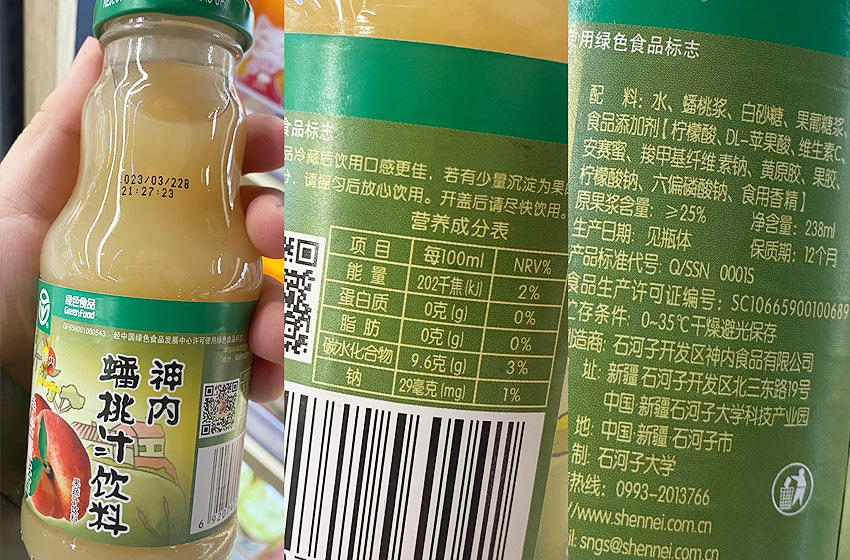 023/03/22B
21:27:23
绿色食品
GreenFood
GF659001080543 经中国绿色食品发展中心许可使用绿色食品标志
神内
蟠桃汁饮料
果蔬汁饮料
食品标志
品冷藏后饮用口感更佳，若有少量沉淀为果肉
分，请摇匀后放心饮用。开盖后请尽快饮用。
营养成分表
项目 每100ml NRV%
能量 202千焦(kJ) 2%
蛋白质 0克(g) 0%
脂肪 0克(g) 0%
碳水化合物 9.6克(g) 3%
钠 29毫克(mg) 1%
用绿色食品标志
配 料：水、蟠桃浆、白砂糖、果葡糖浆、
食品添加剂【柠檬酸、DL-苹果酸、维生素C、
安赛蜜、羧甲基纤维素钠、黄原胶、果胶、
柠檬酸钠、六偏磷酸钠、食用香精】
原果浆含量：≥25% 净含量：238ml
生产日期：见瓶体 保质期：12个月
产品标准代号：Q/SSN 0001S
食品生产许可证编号：SC10665900100689
贮存条件：0-35℃干燥避光保存
制造商：石河子开发区神内食品有限公司
址：新疆石河子开发区北三东路19号
中国·新疆石河子大学科技产业园
地：中国·新疆·石河子市
制：石河子大学
热线：0993-2013766
//www.shennei.com.cn
il: sngs@shennei.com.cn